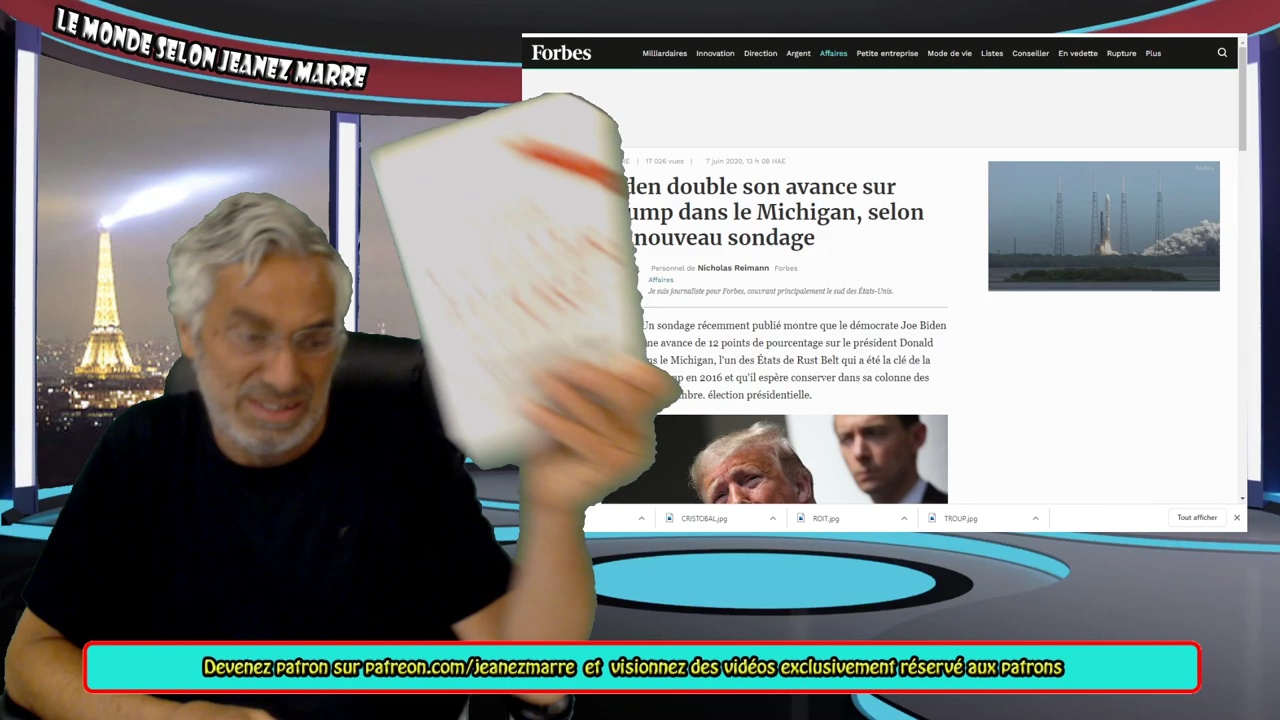 LE MONDE SELON JEANEZ MARRE
Forbes
Milliardaires Innovation Direction Argent Affaires Petite entreprise Mode de vie Listes Conseiller En vedette Rupture Plus
17 026 vues | 7 juin 2020, 13 h 08 HAE
Forbes
double son avance sur
dans le Michigan, selon
nouveau sondage
Personnel de Nicholas Reimann Forbes
Affaires
Je suis journaliste pour Forbes, couvrant principalement le sud des États-Unis.
Un sondage récemment publié montre que le démocrate Joe Biden
avance de 12 points de pourcentage sur le président Donald
le Michigan, l'un des États de Rust Belt qui a été la clé de la
en 2016 et qu'il espère conserver dans sa colonne des
élection présidentielle.
CRISTOBAL.jpg ROIT.jpg TROUP.jpg Tout afficher
Devenez patron sur patreon.com/jeanezmarre et visionnez des vidéos exclusivement réservé aux patrons